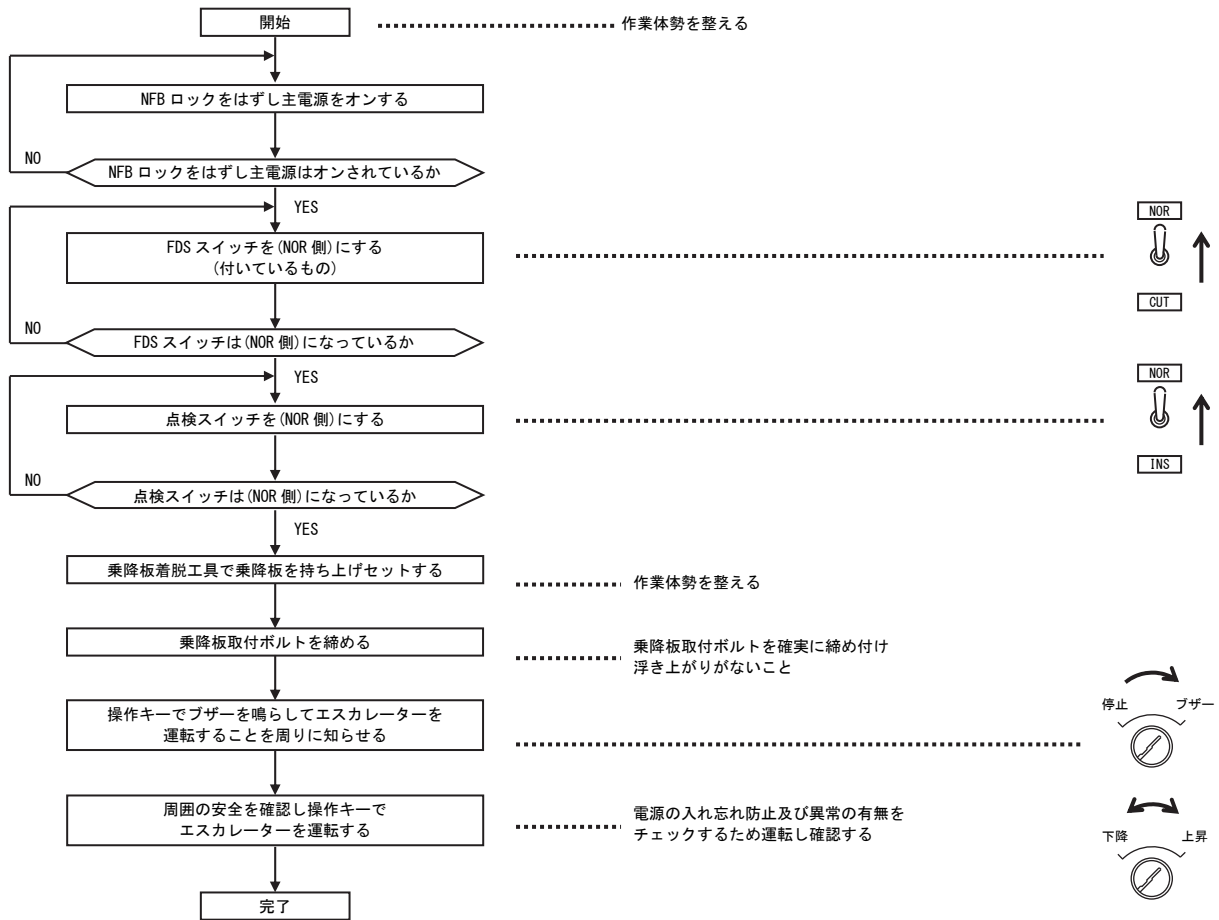 開始
作業体勢を整える
NFB ロックをはずし主電源をオンする
NO
NFB ロックをはずし主電源はオンされているか
YES
FDS スイッチを(NOR 側)にする
(付いているもの)
NOR
CUT
NO
FDS スイッチは(NOR 側)になっているか
YES
点検スイッチを(NOR 側)にする
NOR
INS
NO
点検スイッチは(NOR 側)になっているか
YES
乗降板着脱工具で乗降板を持ち上げセットする
作業体勢を整える
乗降板取付ボルトを締める
乗降板取付ボルトを確実に締め付け
浮き上がりがないこと
操作キーでブザーを鳴らしてエスカレーターを
運転することを周りに知らせる
停止 ブザー
周囲の安全を確認し操作キーで
エスカレーターを運転する
電源の入れ忘れ防止及び異常の有無を
チェックするため運転し確認する
下降 上昇
完了